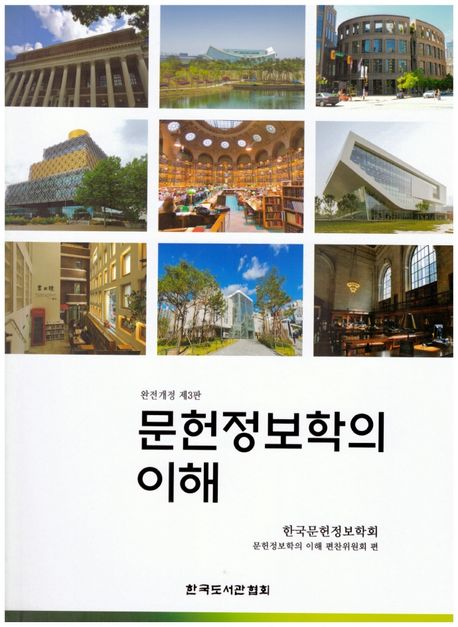 완전개정 제3판
문헌정보학의
이해
한국문헌정보학회
문헌정보학의 이해 편찬위원회 편
한국도서관협회